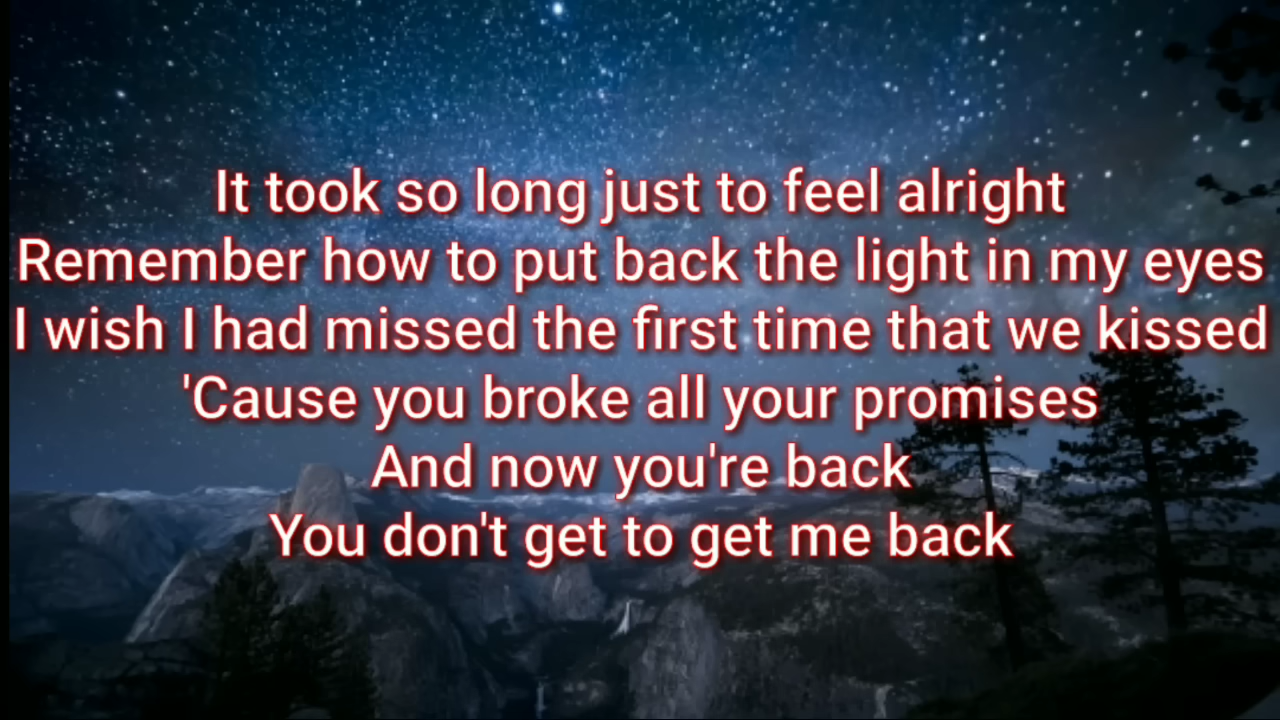 It took so long just to feel alright
Remember how to put back the light in my eyes
I wish I had missed the first time that we kissed
'Cause you broke all your promises
And now you're back
You don't get to get me back